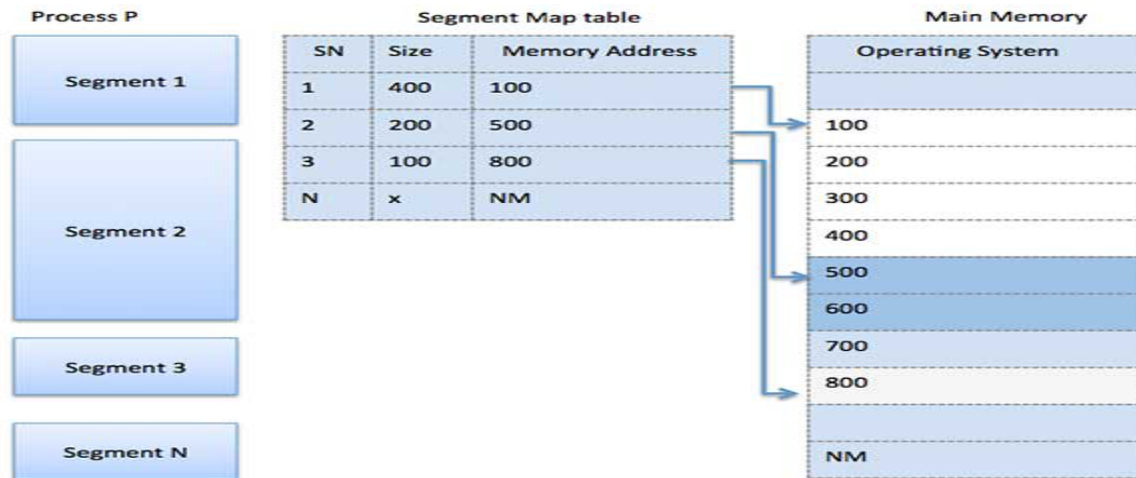 Process P
Segment 1
Segment 2
Segment 3
Segment N
Segment Map table
SN Size Memory Address
1 400 100
2 200 500
3 100 800
N x NM
Main Memory
Operating System
100
200
300
400
500
600
700
800
NM